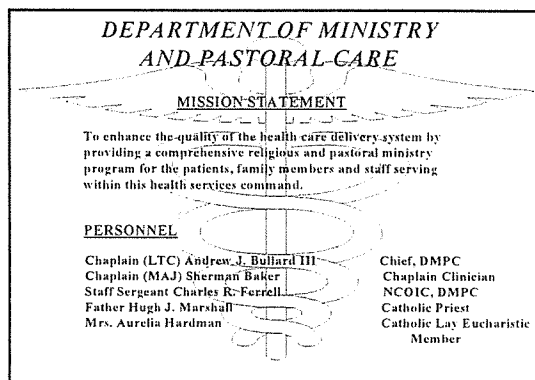 DEPARTMENT OF MINISTRY
AND PASTORAL CARE
MISSION STATEMENT
To enhance the quality of the health care delivery system by
providing a comprehensive religious and pastoral ministry
program for the patients, family members and staff serving
within this health services command.
PERSONNEL
Chaplain (LTC) Andrew J. Bullard III Chief, DMPC
Chaplain (MAJ) Sherman Baker Chaplain Clinician
Staff Sergeant Charles R. Ferrell NCOIC, DMPC
Father Hugh J. Marshall Catholic Priest
Mrs. Aurelia Hardman Catholic Lay Eucharistic
Member